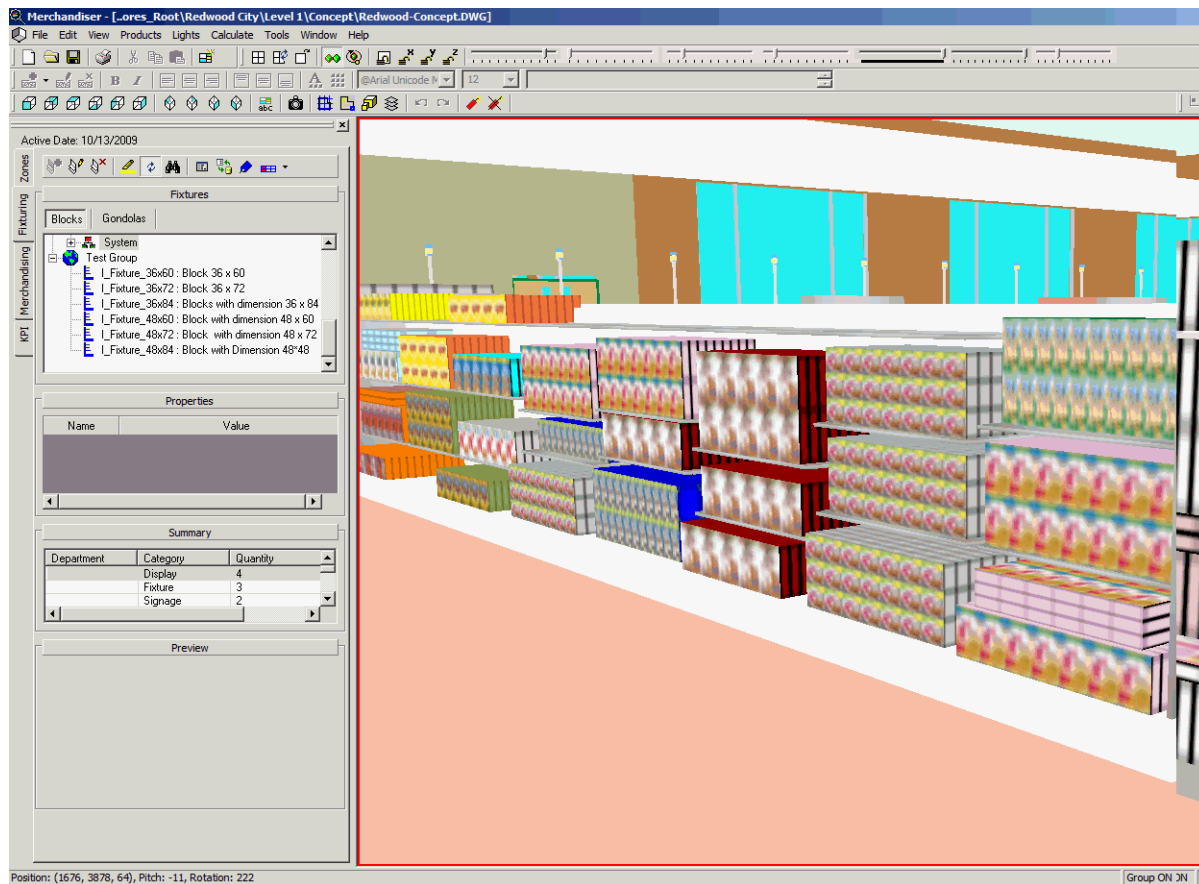 Merchandiser - [..ores_Root\Redwood City\Level 1\Concept\Redwood-Concept.DWG]
File Edit View Products Lights Calculate Tools Window Help
x y z
B I @Arial Unicode M 12
abc
Active Date: 10/13/2009
Zones
Fixturing
Merchandising
KPI
Fixtures
Blocks Gondolas
System
Test Group
I_Fixture_36x60 : Block 36 x 60
I_Fixture_36x72 : Block 36 x 72
I_Fixture_36x84 : Blocks with dimension 36 x 84
I_Fixture_48x60 : Block with dimension 48 x 60
I_Fixture_48x72 : Block with dimension 48 x 72
I_Fixture_48x84 : Block with Dimension 48*48
Properties
Name Value
Summary
Department Category Quantity
Display 4
Fixture 3
Signage 2
Preview
Position: (1676, 3878, 64), Pitch: -11, Rotation: 222
Group ON ON